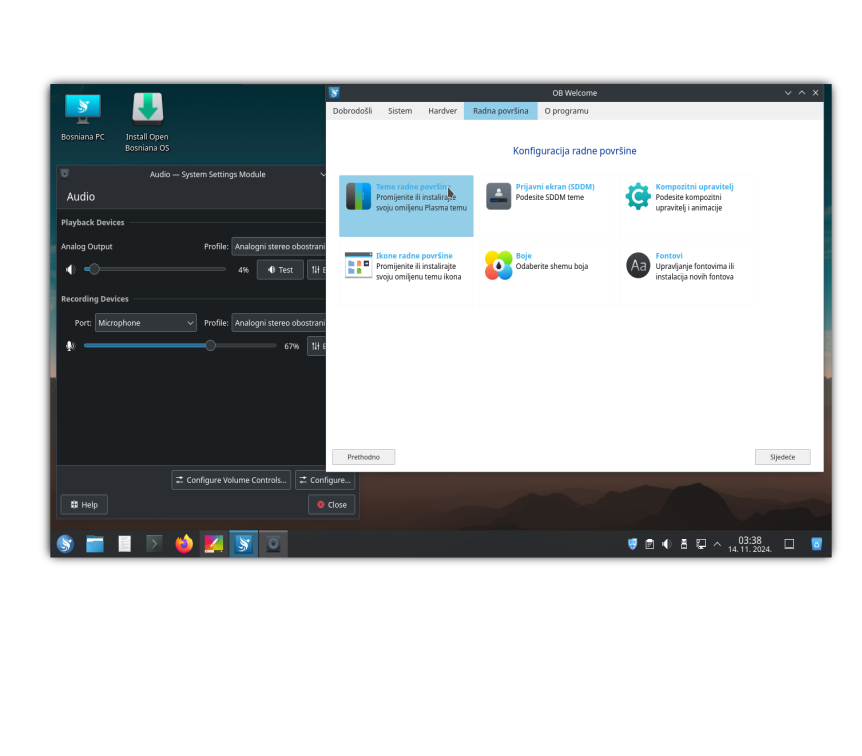 Bosniana PC
Install Open
Bosniana OS
Audio — System Settings Module
Audio
Playback Devices
Analog Output
Profile:
Analogni stereo obostrani
4%
Test
Recording Devices
Port:
Microphone
Profile:
Analogni stereo obostrani
67%
Configure Volume Controls...
Configure...
Help
Close
OB Welcome
Dobrodošli
Sistem
Hardver
Radna površina
O programu
Konfiguracija radne površine
Teme radne površine
Promijenite ili instalirajte
svoju omiljenu Plasma temu
Prijavni ekran (SDDM)
Podesite SDDM teme
Kompozitni upravitelj
Podesite kompozitni
upravitelj i animacije
Ikone radne površine
Promijenite ili instalirajte
svoju omiljenu temu ikona
Boje
Odaberite shemu boja
Aa
Fontovi
Upravljanje fontovima ili
instalacija novih fontova
Prethodno
Sljedeće
03:38
14. 11. 2024.